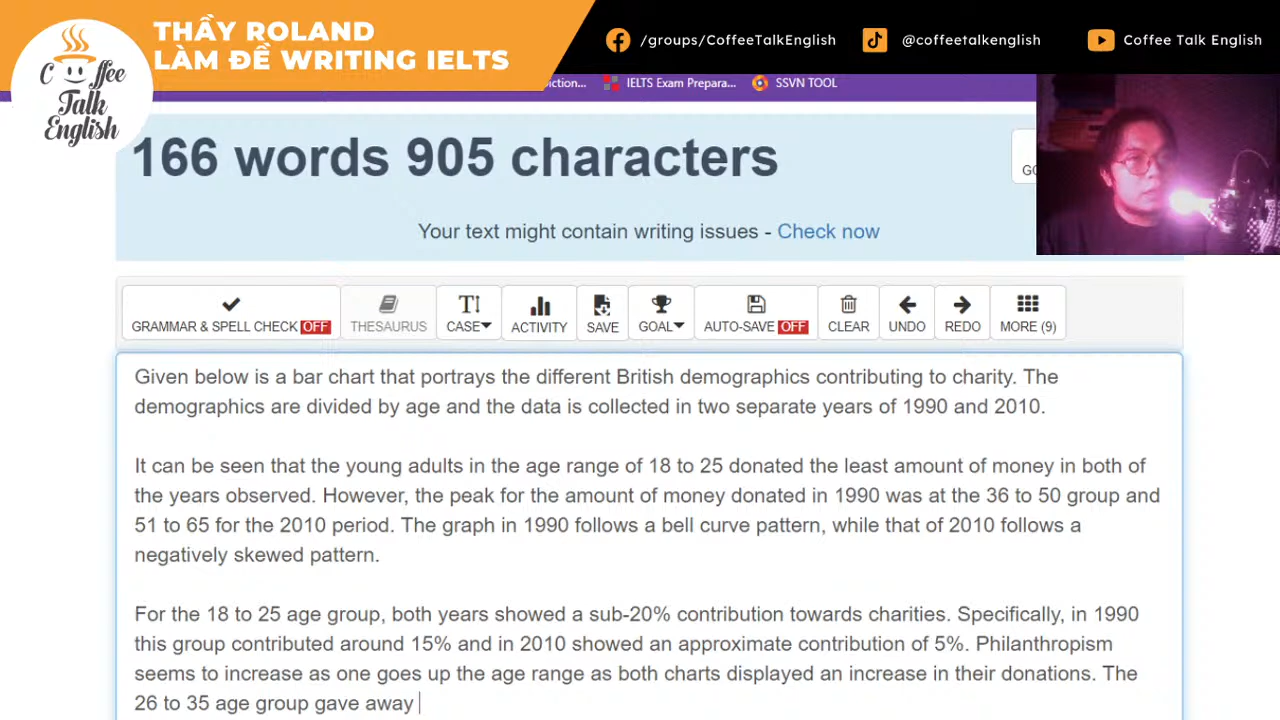 THẦY ROLAND
LÀM ĐỀ WRITING IELTS
/groups/CoffeeTalkEnglish
@coffeetalkenglish
Coffee Talk English
Coffee
Talk
English
iction...
IELTS Exam Prepara...
SSVN TOOL
166 words 905 characters
GO
Your text might contain writing issues - Check now
GRAMMAR & SPELL CHECK OFF
THESAURUS
CASE
ACTIVITY
SAVE
GOAL
AUTO-SAVE OFF
CLEAR
UNDO
REDO
MORE (9)
Given below is a bar chart that portrays the different British demographics contributing to charity. The
demographics are divided by age and the data is collected in two separate years of 1990 and 2010.
It can be seen that the young adults in the age range of 18 to 25 donated the least amount of money in both of
the years observed. However, the peak for the amount of money donated in 1990 was at the 36 to 50 group and
51 to 65 for the 2010 period. The graph in 1990 follows a bell curve pattern, while that of 2010 follows a
negatively skewed pattern.
For the 18 to 25 age group, both years showed a sub-20% contribution towards charities. Specifically, in 1990
this group contributed around 15% and in 2010 showed an approximate contribution of 5%. Philanthropism
seems to increase as one goes up the age range as both charts displayed an increase in their donations. The
26 to 35 age group gave away